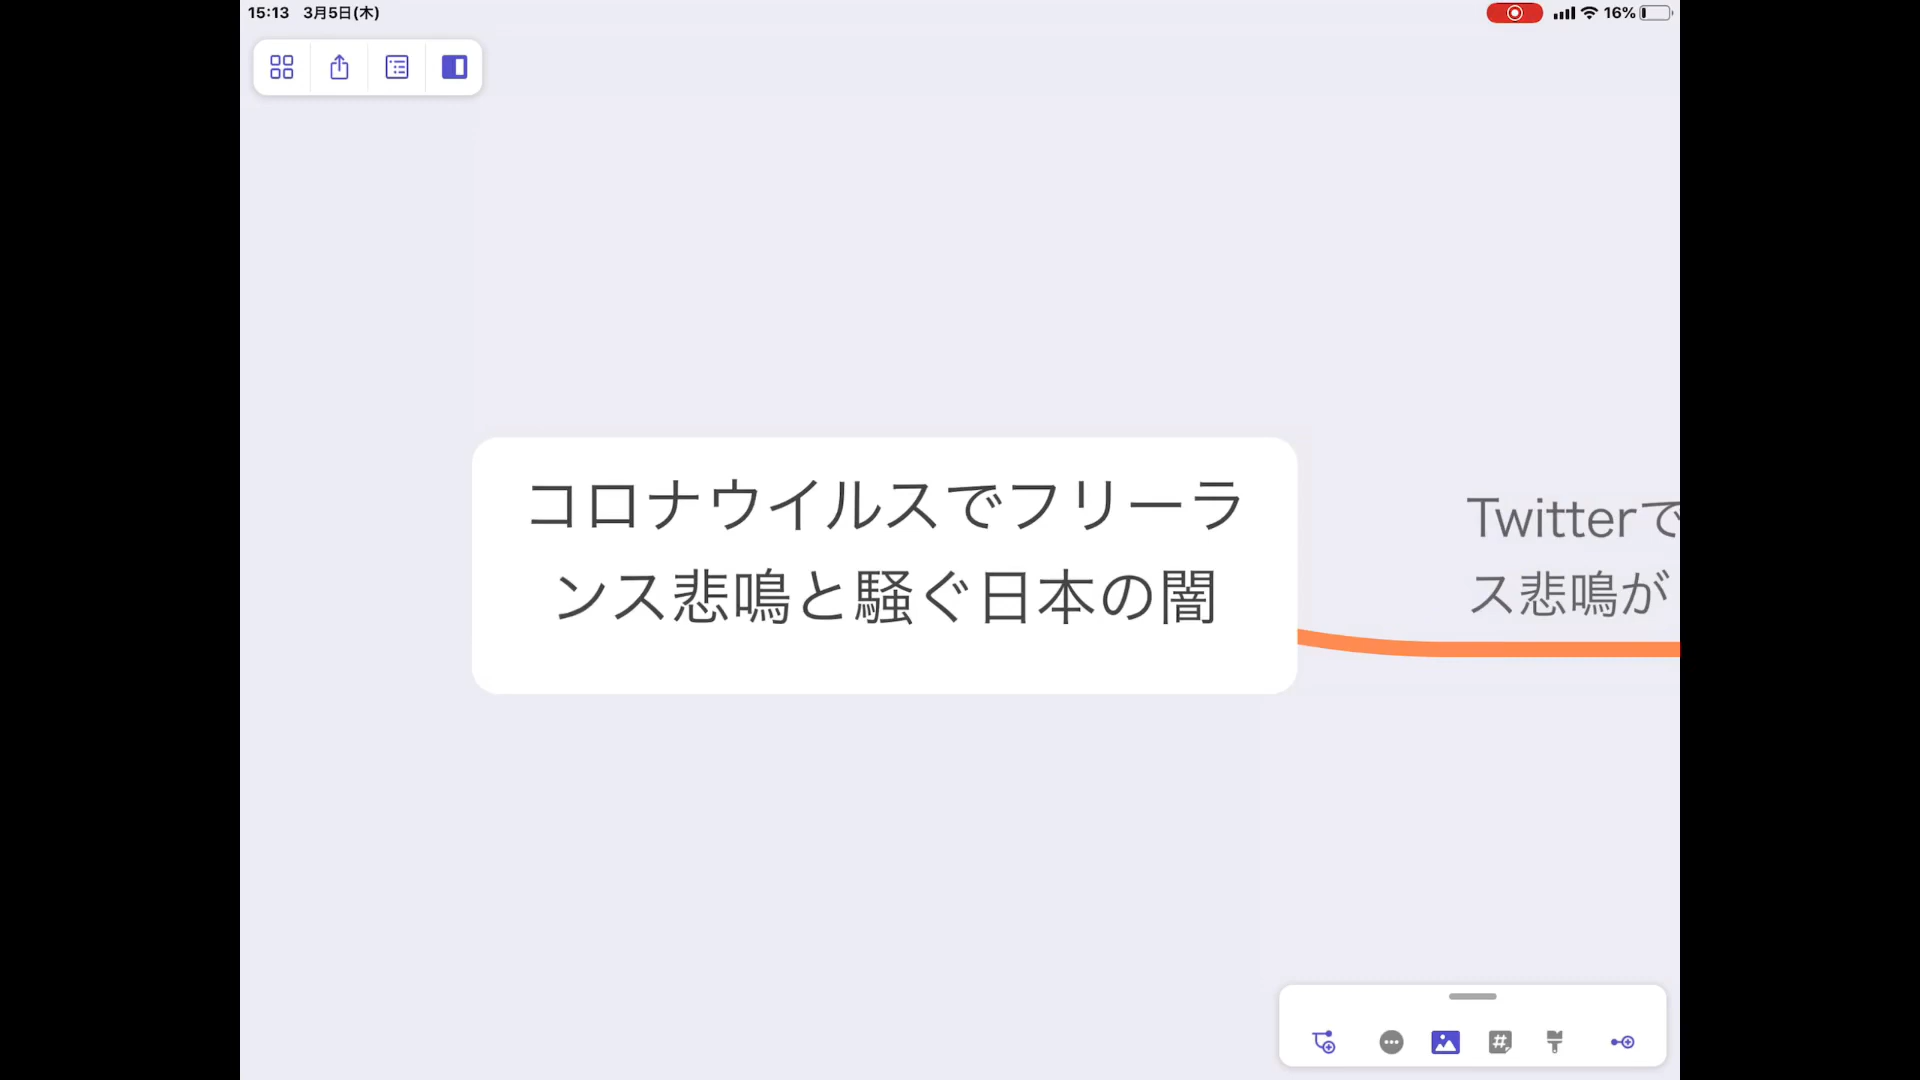 15:13 3月5日(木)
16%
コロナウイルスでフリーラ
ンス悲鳴と騒ぐ日本の闇
Twitterで
ス悲鳴が